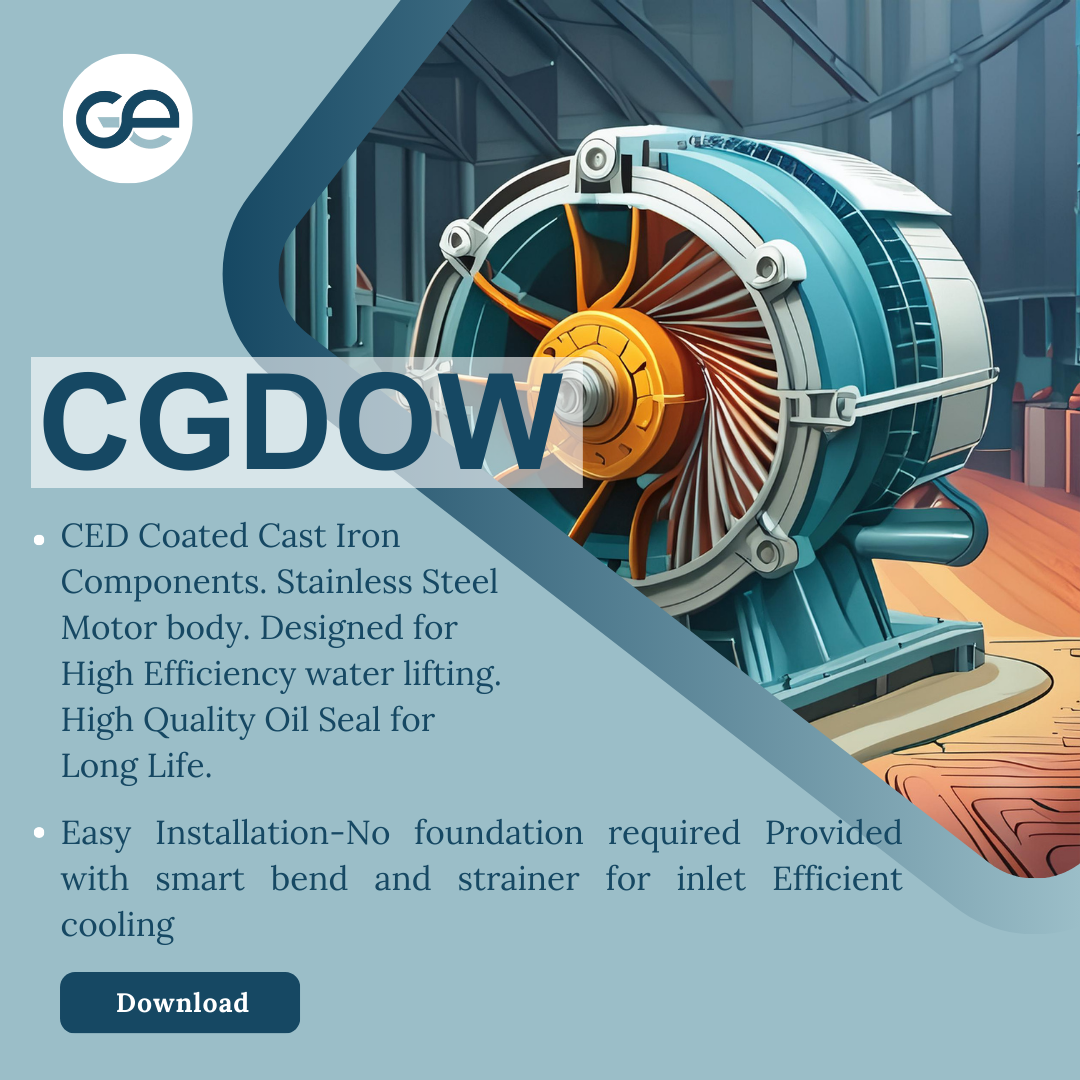 Ge
CGDOW
CED Coated Cast Iron
Components. Stainless Steel
Motor body. Designed for
High Efficiency water lifting.
High Quality Oil Seal for
Long Life.
Easy Installation-No foundation required Provided
with smart bend and strainer for inlet Efficient
cooling
Download